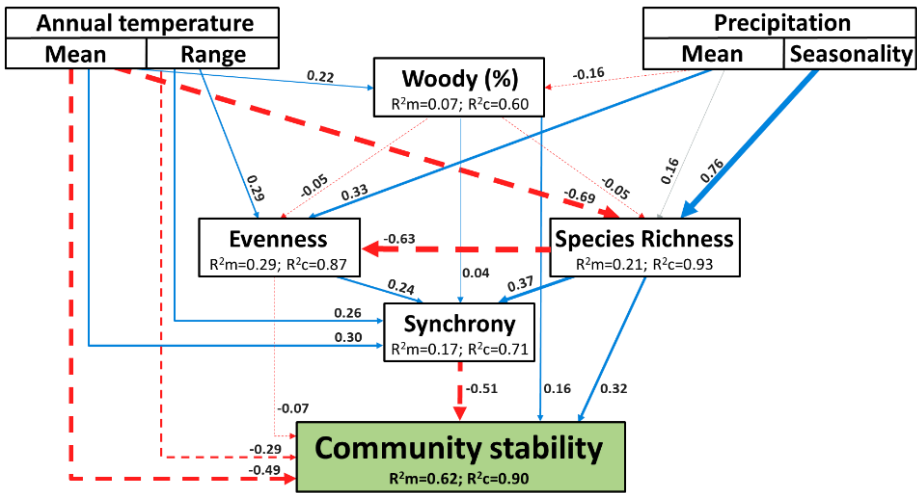 Annual temperature
Mean Range
Precipitation
Mean Seasonality
0.22
Woody (%)
R²m=0.07; R²c=0.60
-0.16
0.29
-0.05
0.33
-0.69
-0.05
0.16
0.76
Evenness
R²m=0.29; R²c=0.87
-0.63
Species Richness
R²m=0.21; R²c=0.93
0.24
0.04
0.37
0.26
0.30
Synchrony
R²m=0.17; R²c=0.71
-0.51
0.16
0.32
-0.07
-0.29
-0.49
Community stability
R²m=0.62; R²c=0.90